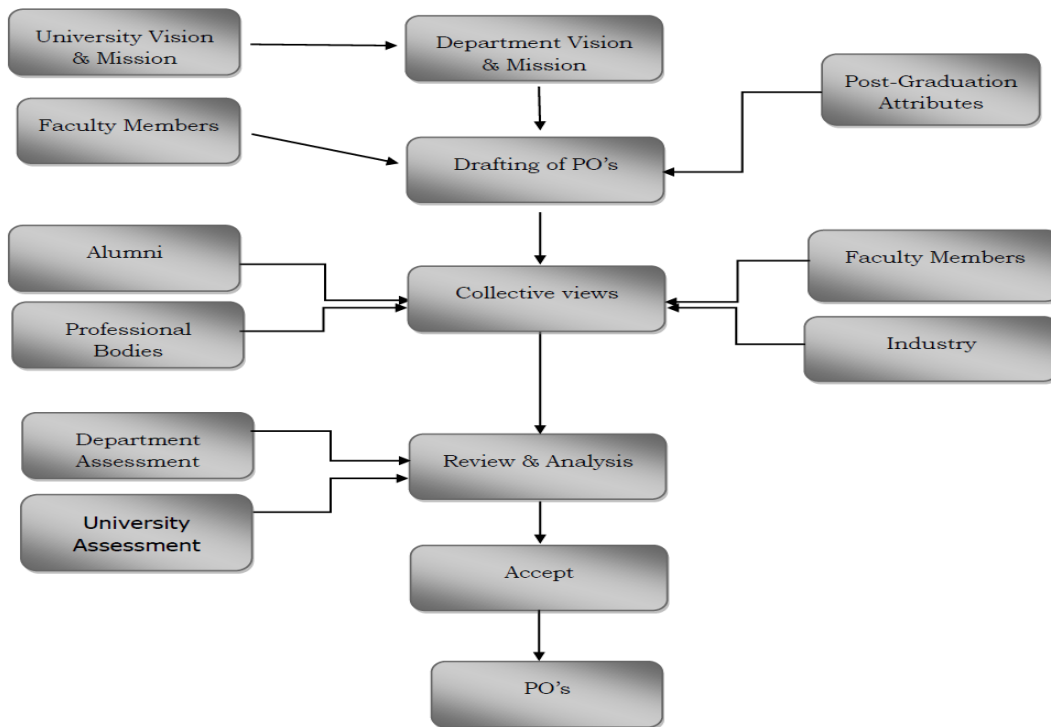 University Vision
& Mission
Department Vision
& Mission
Post-Graduation
Attributes
Faculty Members
Drafting of PO’s
Alumni
Faculty Members
Collective views
Professional
Bodies
Industry
Department
Assessment
Review & Analysis
University
Assessment
Accept
PO’s